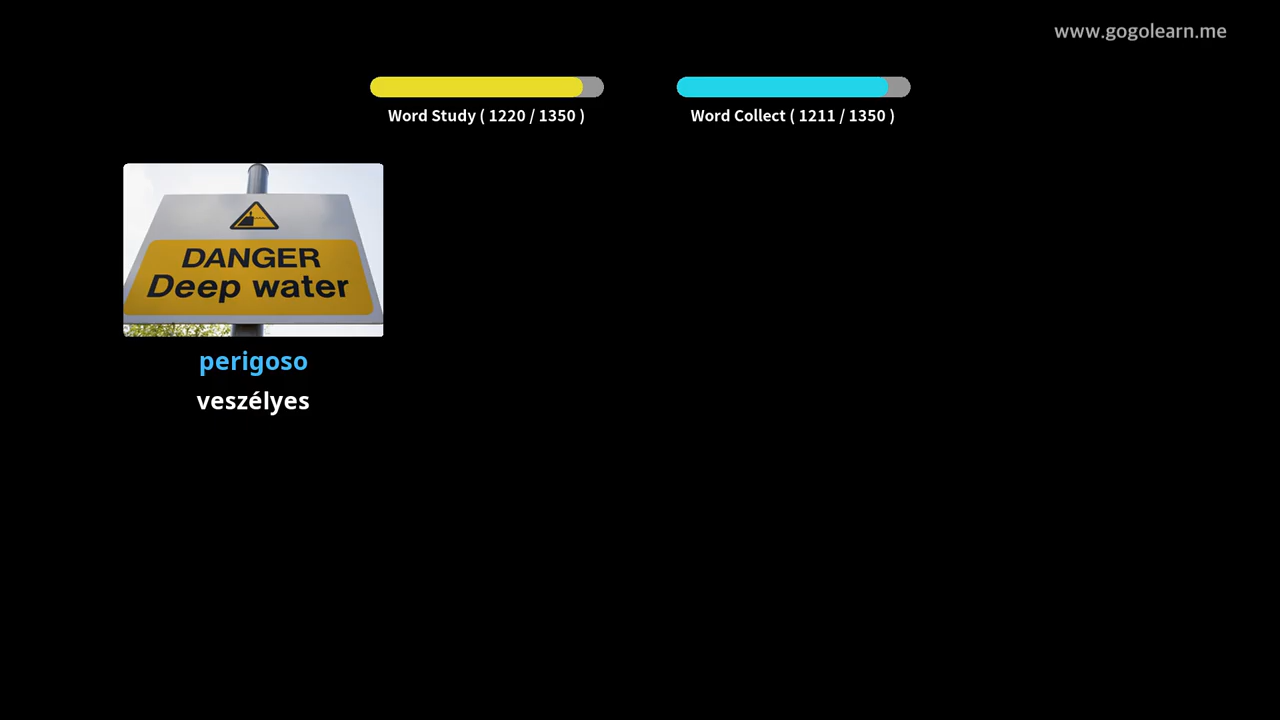 www.gogolearn.me
Word Study ( 1220 / 1350 )
Word Collect ( 1211 / 1350 )
DANGER
Deep water
perigoso
veszélyes